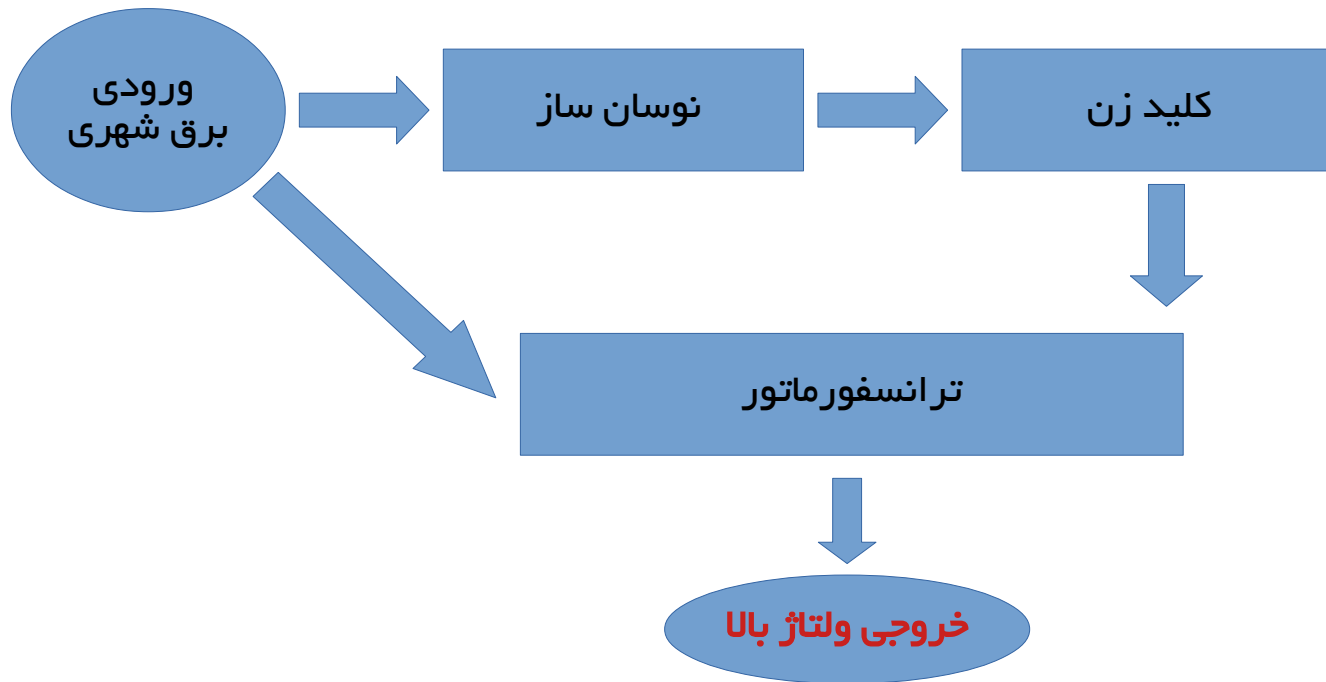 ورودی
برق شهری
نوسان ساز
کلید زن
ترانسفورماتور
خروجی ولتاژ بالا